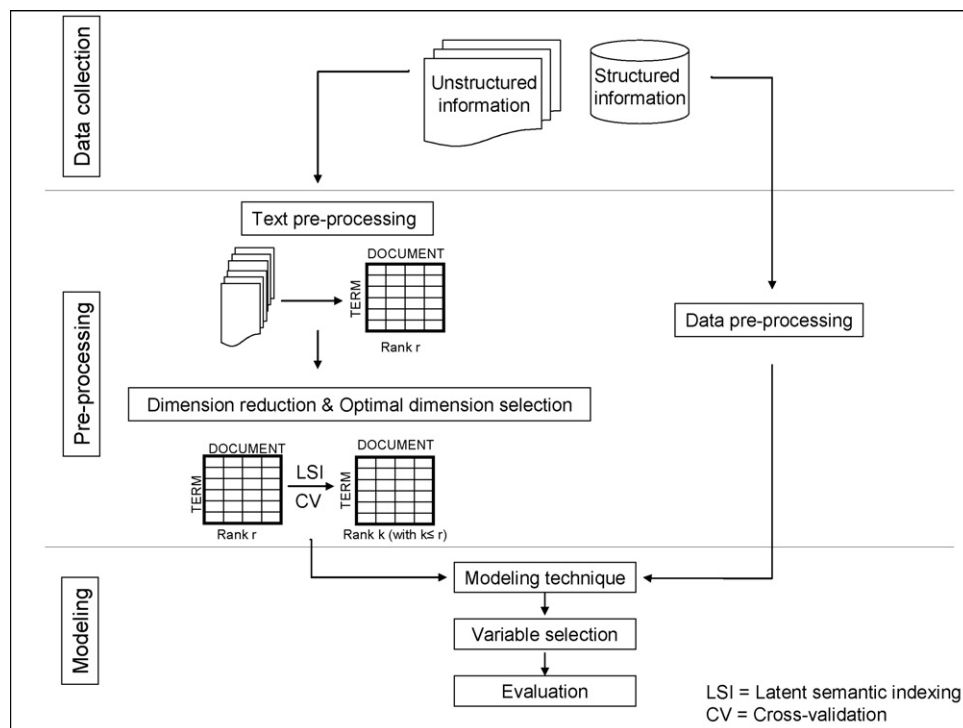 Data collection
Unstructured
information
Structured
information
Pre-processing
Text pre-processing
DOCUMENT
TERM
Rank r
Data pre-processing
Dimension reduction & Optimal dimension selection
DOCUMENT
TERM
Rank r
LSI
CV
DOCUMENT
TERM
Rank k (with k≤ r)
Modeling
Modeling technique
Variable selection
Evaluation
LSI = Latent semantic indexing
CV = Cross-validation